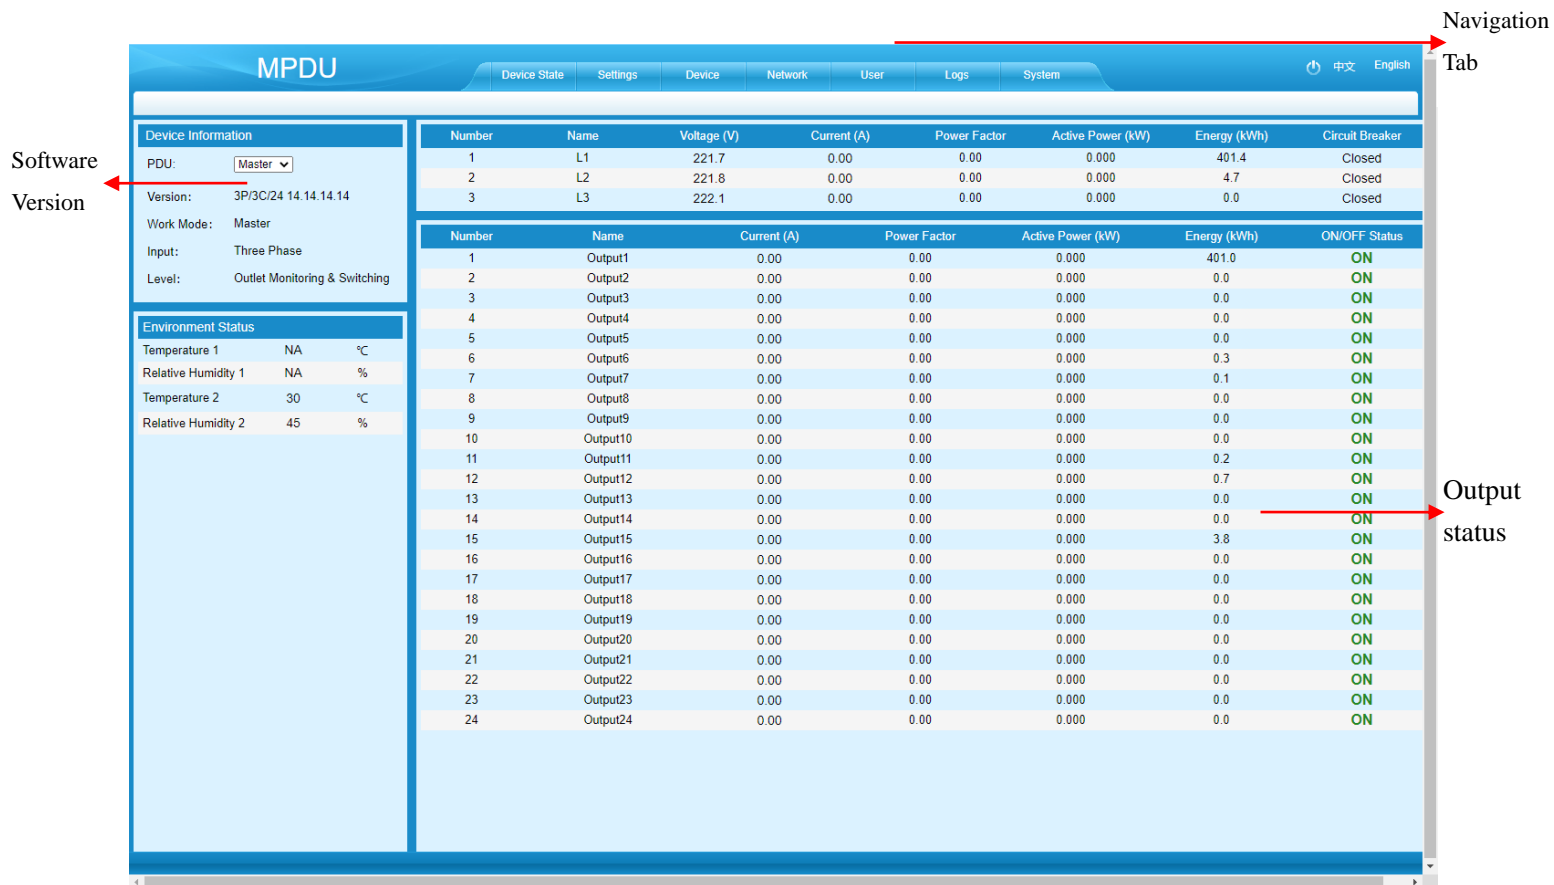 Navigation
Tab
MPDU
Device State Settings Device Network User Logs System
中文 English
Software
Version
Device Information
PDU: Master
Version: 3P/3C/24 14.14.14.14
Work Mode: Master
Input: Three Phase
Level: Outlet Monitoring & Switching
Environment Status
Temperature 1 NA ℃
Relative Humidity 1 NA %
Temperature 2 30 ℃
Relative Humidity 2 45 %
Number Name Voltage (V) Current (A) Power Factor Active Power (kW) Energy (kWh) Circuit Breaker
1 L1 221.7 0.00 0.00 0.000 401.4 Closed
2 L2 221.8 0.00 0.00 0.000 4.7 Closed
3 L3 222.1 0.00 0.00 0.000 0.0 Closed
Number Name Current (A) Power Factor Active Power (kW) Energy (kWh) ON/OFF Status
1 Output1 0.00 0.00 0.000 401.0 ON
2 Output2 0.00 0.00 0.000 0.0 ON
3 Output3 0.00 0.00 0.000 0.0 ON
4 Output4 0.00 0.00 0.000 0.0 ON
5 Output5 0.00 0.00 0.000 0.0 ON
6 Output6 0.00 0.00 0.000 0.3 ON
7 Output7 0.00 0.00 0.000 0.1 ON
8 Output8 0.00 0.00 0.000 0.0 ON
9 Output9 0.00 0.00 0.000 0.0 ON
10 Output10 0.00 0.00 0.000 0.0 ON
11 Output11 0.00 0.00 0.000 0.2 ON
12 Output12 0.00 0.00 0.000 0.7 ON
13 Output13 0.00 0.00 0.000 0.0 ON
14 Output14 0.00 0.00 0.000 0.0 ON
15 Output15 0.00 0.00 0.000 3.8 ON
16 Output16 0.00 0.00 0.000 0.0 ON
17 Output17 0.00 0.00 0.000 0.0 ON
18 Output18 0.00 0.00 0.000 0.0 ON
19 Output19 0.00 0.00 0.000 0.0 ON
20 Output20 0.00 0.00 0.000 0.0 ON
21 Output21 0.00 0.00 0.000 0.0 ON
22 Output22 0.00 0.00 0.000 0.0 ON
23 Output23 0.00 0.00 0.000 0.0 ON
24 Output24 0.00 0.00 0.000 0.0 ON
Output
status